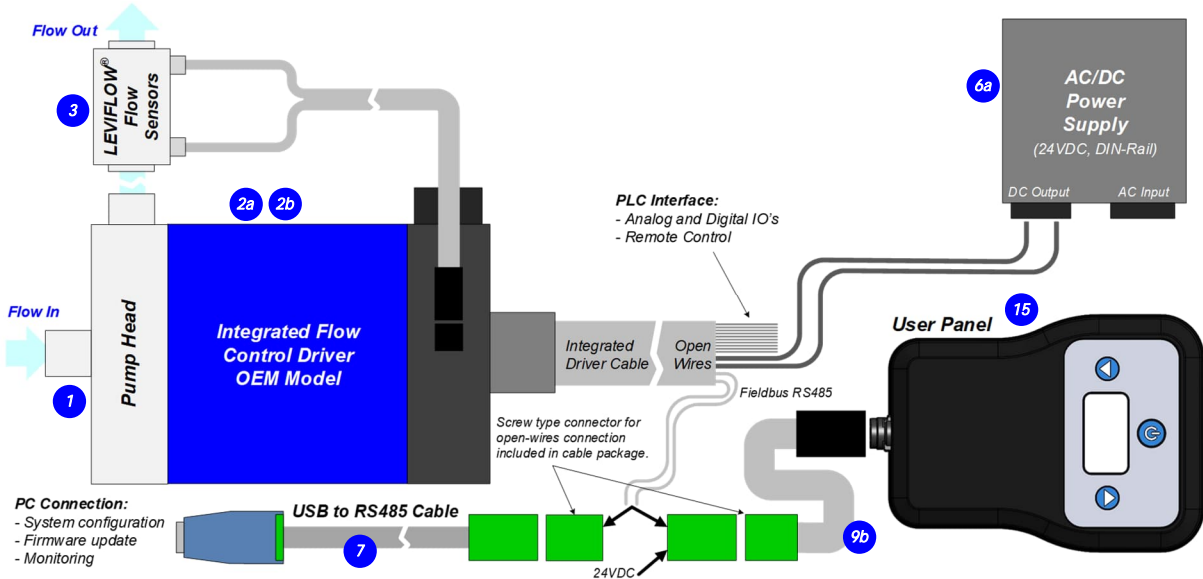 Flow Out
3
LEVIFLOW®
Flow
Sensors
2a
2b
Flow In
1
Pump Head
Integrated Flow
Control Driver
OEM Model
PLC Interface:
- Analog and Digital IO's
- Remote Control
6a
AC/DC
Power
Supply
(24VDC, DIN-Rail)
DC Output
AC Input
Integrated
Driver Cable
Open
Wires
Fieldbus RS485
User Panel
15
Screw type connector for
open-wires connection
included in cable package.
PC Connection:
- System configuration
- Firmware update
- Monitoring
USB to RS485 Cable
7
24VDC
9b